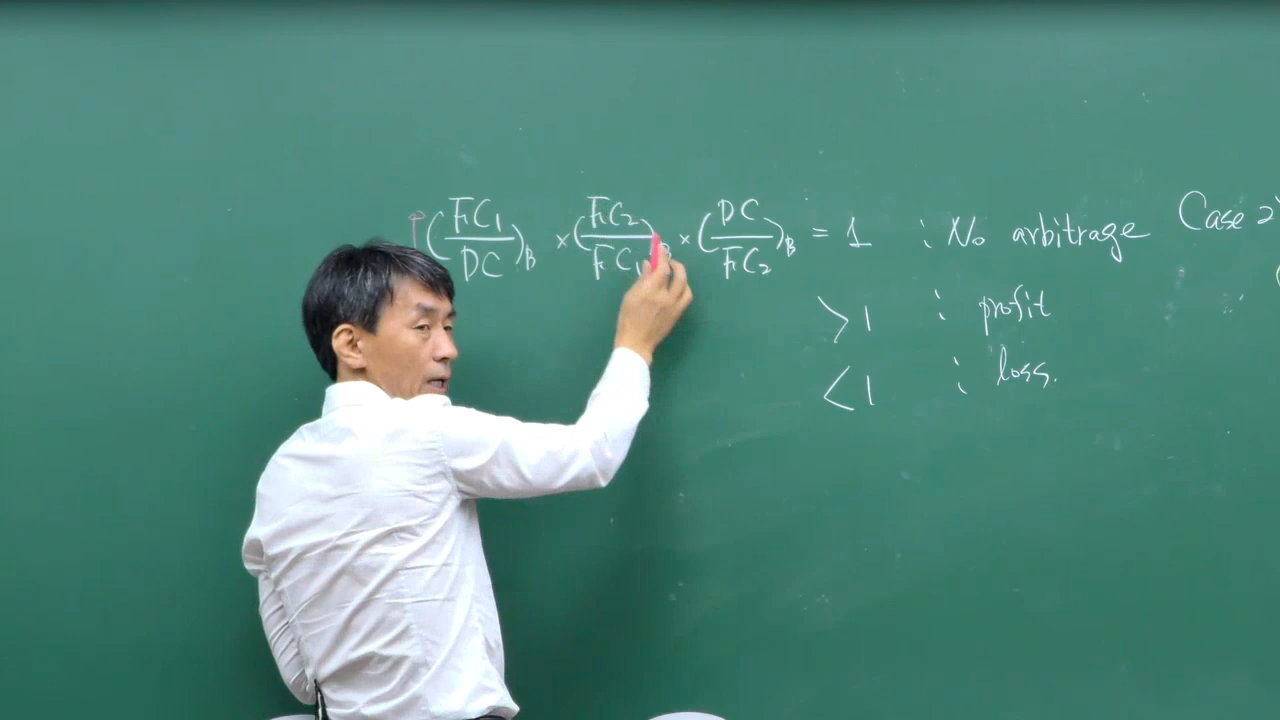 (FC₁/DC)B × (FC₂/FC₁)B × (DC/FC₂)B = 1 : No arbitrage Case 2
>1 : profit
<1 : loss.